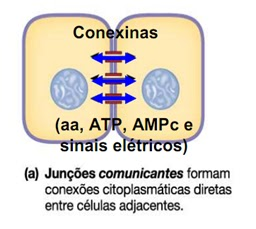 Conexinas
(aa, ATP, AMPc e
sinais elétricos)
(a) Junções comunicantes formam
conexões citoplasmáticas diretas
entre células adjacentes.